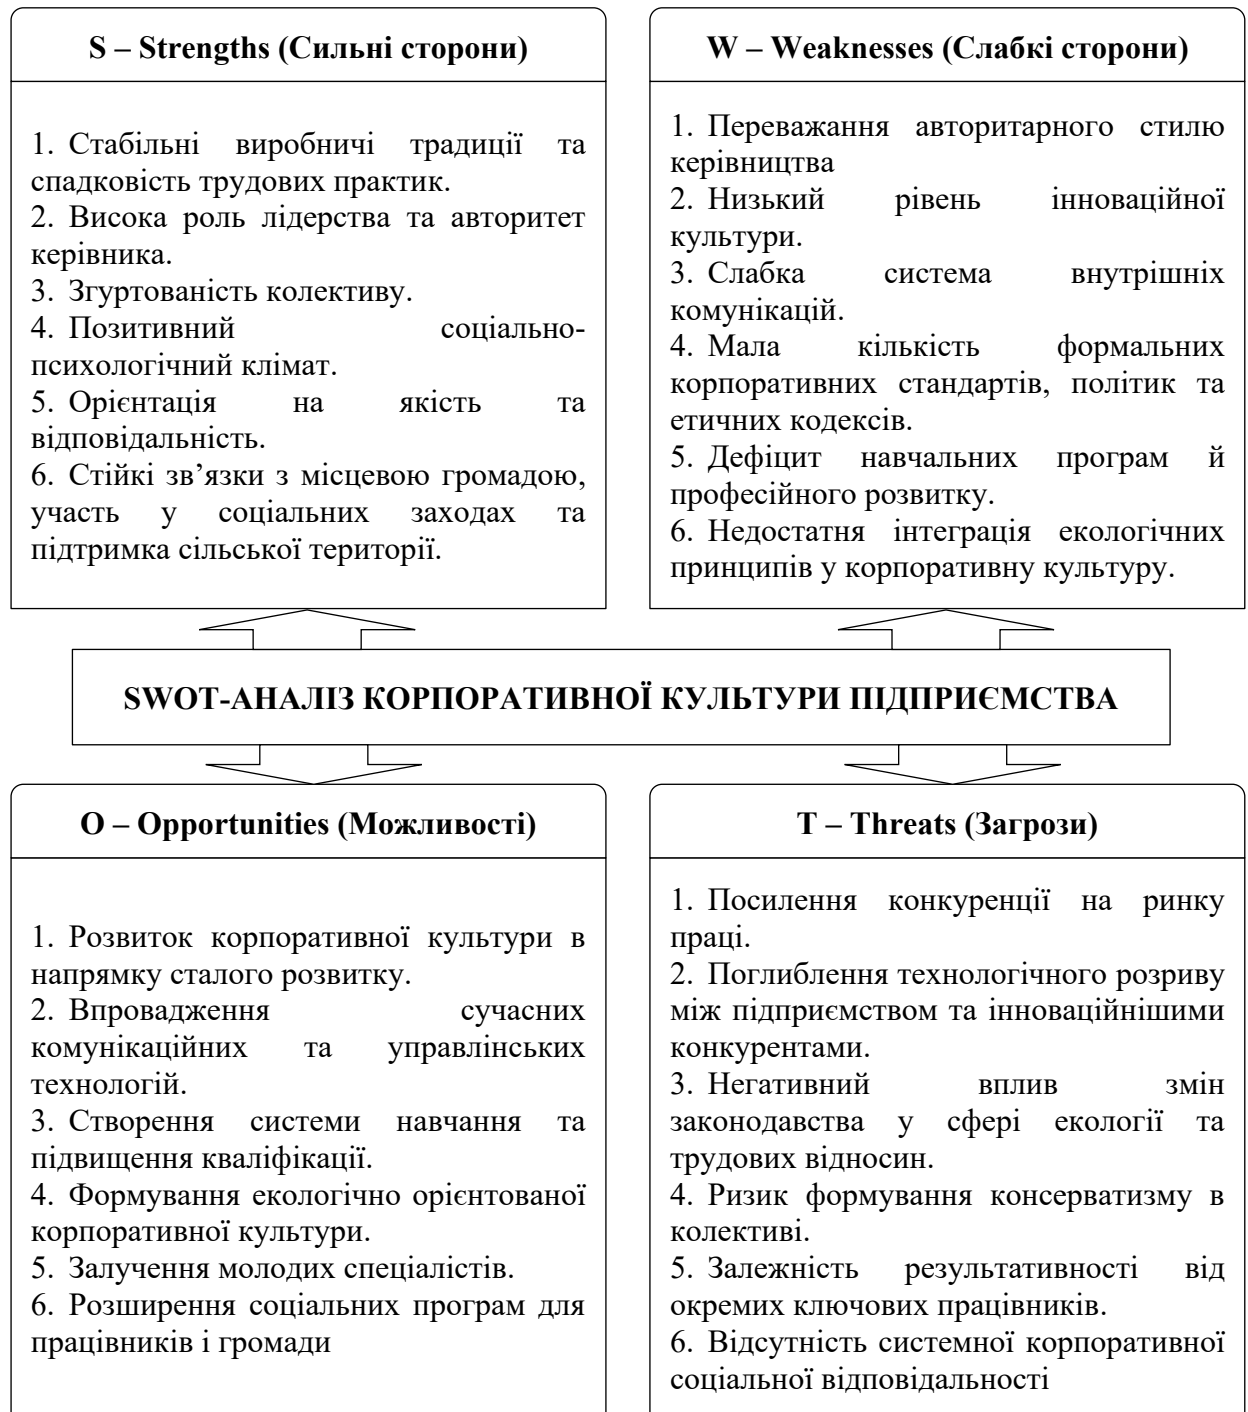 S – Strengths (Сильні сторони)
1. Стабільні виробничі традиції та
спадковість трудових практик.
2. Висока роль лідерства та авторитет
керівника.
3. Згуртованість колективу.
4. Позитивний соціально-
психологічний клімат.
5. Орієнтація на якість та
відповідальність.
6. Стійкі зв’язки з місцевою громадою,
участь у соціальних заходах та
підтримка сільської території.
W – Weaknesses (Слабкі сторони)
1. Переважання авторитарного стилю
керівництва
2. Низький рівень інноваційної
культури.
3. Слабка система внутрішніх
комунікацій.
4. Мала кількість формальних
корпоративних стандартів, політик та
етичних кодексів.
5. Дефіцит навчальних програм й
професійного розвитку.
6. Недостатня інтеграція екологічних
принципів у корпоративну культуру.
SWOT-АНАЛІЗ КОРПОРАТИВНОЇ КУЛЬТУРИ ПІДПРИЄМСТВА
O – Opportunities (Можливості)
1. Розвиток корпоративної культури в
напрямку сталого розвитку.
2. Впровадження сучасних
комунікаційних та управлінських
технологій.
3. Створення системи навчання та
підвищення кваліфікації.
4. Формування екологічно орієнтованої
корпоративної культури.
5. Залучення молодих спеціалістів.
6. Розширення соціальних програм для
працівників і громади
T – Threats (Загрози)
1. Посилення конкуренції на ринку
праці.
2. Поглиблення технологічного розриву
між підприємством та інноваційнішими
конкурентами.
3. Негативний вплив змін
законодавства у сфері екології та
трудових відносин.
4. Ризик формування консерватизму в
колективі.
5. Залежність результативності від
окремих ключових працівників.
6. Відсутність системної корпоративної
соціальної відповідальності